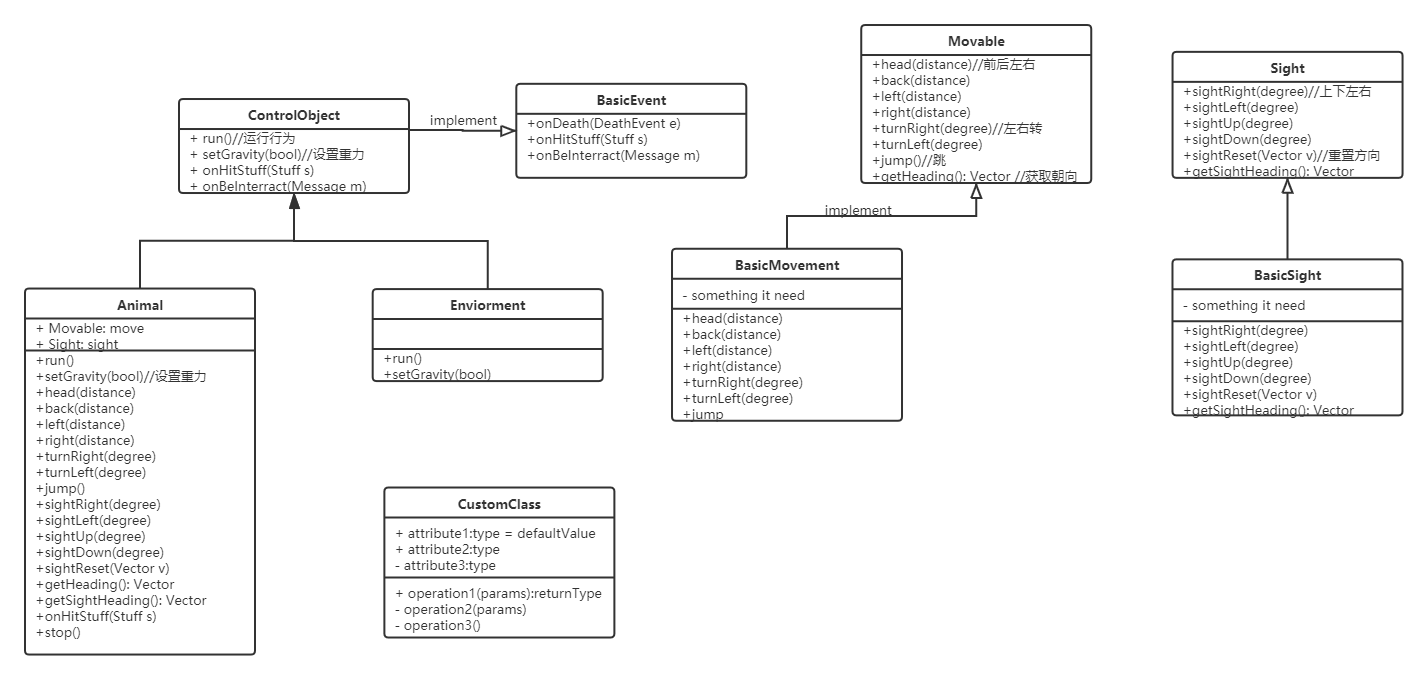 ControlObject
+ run()//运行行为
+ setGravity(bool)//设置重力
+ onHitStuff(Stuff s)
+ onBeInterract(Message m)
implement
BasicEvent
+onDeath(DeathEvent e)
+onHitStuff(Stuff s)
+onBeInterract(Message m)
Movable
+head(distance)//前后左右
+back(distance)
+left(distance)
+right(distance)
+turnRight(degree)//左右转
+turnLeft(degree)
+jump()//跳
+getHeading(): Vector //获取朝向
Sight
+sightRight(degree)//上下左右
+sightLeft(degree)
+sightUp(degree)
+sightDown(degree)
+sightReset(Vector v)//重置方向
+getSightHeading(): Vector
implement
Animal
+ Movable: move
+ Sight: sight
+run()
+setGravity(bool)//设置重力
+head(distance)
+back(distance)
+left(distance)
+right(distance)
+turnRight(degree)
+turnLeft(degree)
+jump()
+sightRight(degree)
+sightLeft(degree)
+sightUp(degree)
+sightDown(degree)
+sightReset(Vector v)
+getHeading(): Vector
+getSightHeading(): Vector
+onHitStuff(Stuff s)
+stop()
Enviorment
+run()
+setGravity(bool)
BasicMovement
- something it need
+head(distance)
+back(distance)
+left(distance)
+right(distance)
+turnRight(degree)
+turnLeft(degree)
+jump
BasicSight
- something it need
+sightRight(degree)
+sightLeft(degree)
+sightUp(degree)
+sightDown(degree)
+sightReset(Vector v)
+getSightHeading(): Vector
CustomClass
+ attribute1:type = defaultValue
+ attribute2:type
- attribute3:type
+ operation1(params):returnType
- operation2(params)
- operation3()